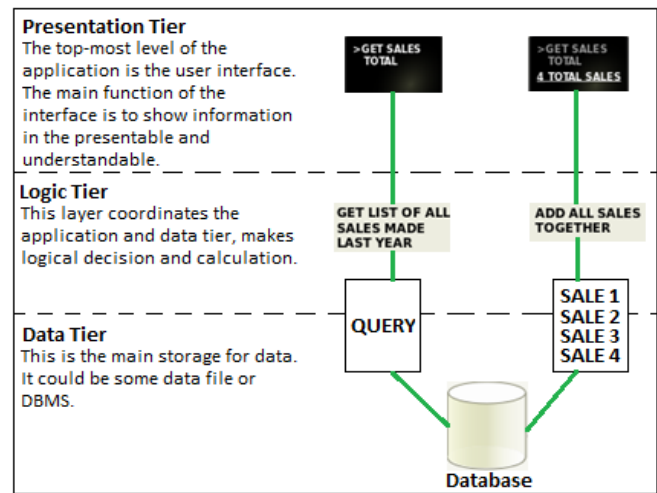 Presentation Tier
The top-most level of the
application is the user interface.
The main function of the
interface is to show information
in the presentable and
understandable.
>GET SALES
TOTAL
>GET SALES
TOTAL
4 TOTAL SALES
Logic Tier
This layer coordinates the
application and data tier, makes
logical decision and calculation.
GET LIST OF ALL
SALES MADE
LAST YEAR
ADD ALL SALES
TOGETHER
Data Tier
This is the main storage for data.
It could be some data file or
DBMS.
QUERY
SALE 1
SALE 2
SALE 3
SALE 4
Database